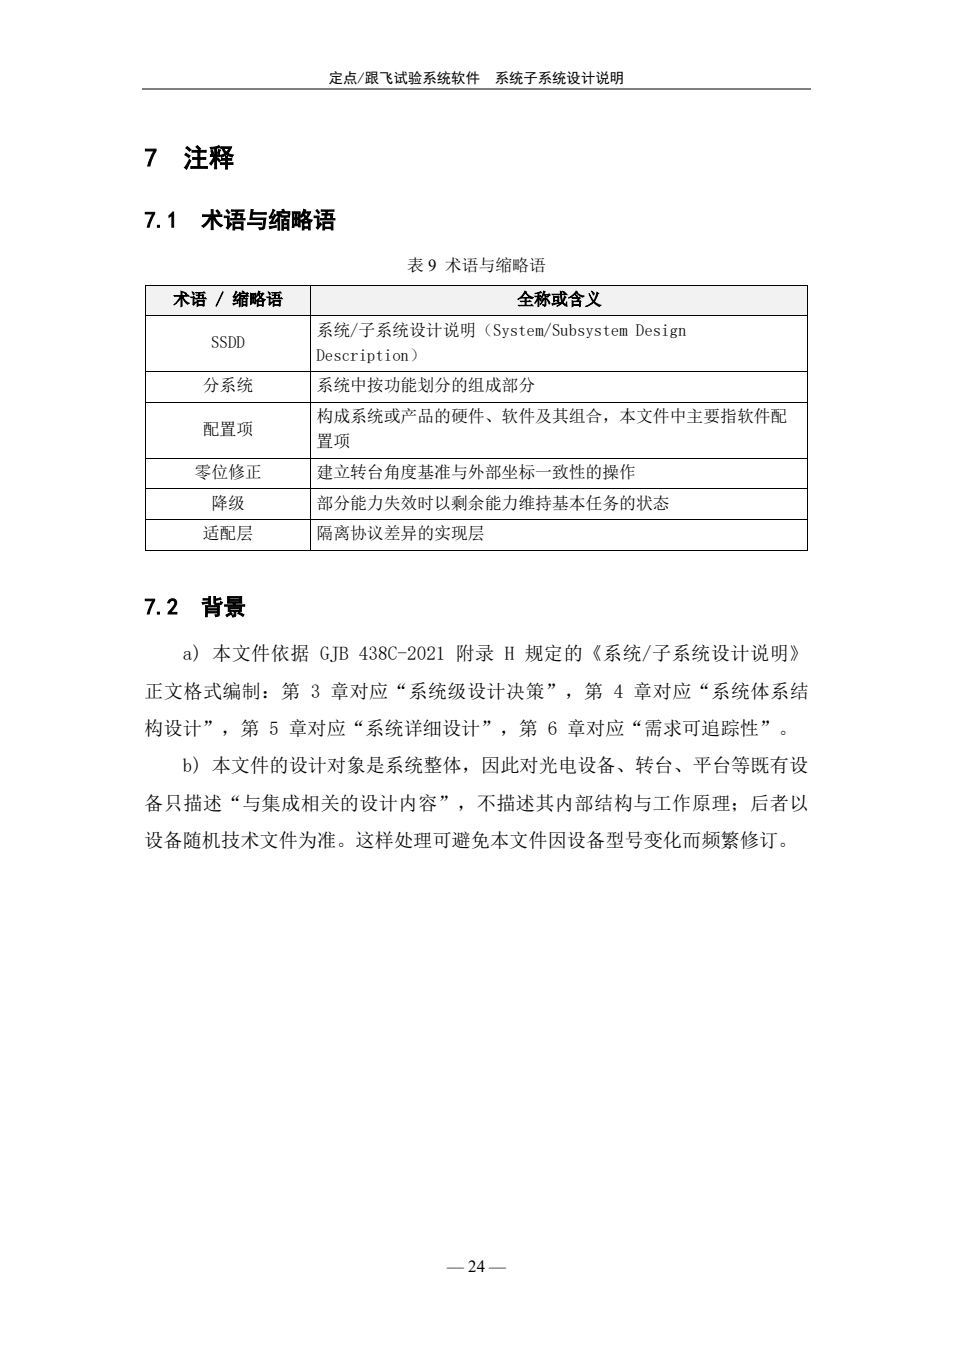 定点/跟飞试验系统软件　系统子系统设计说明
7　注释
7.1　术语与缩略语
表 9  术语与缩略语
术语 / 缩略语　全称或含义
SSDD　系统/子系统设计说明（System/Subsystem Design
Description）
分系统　系统中按功能划分的组成部分
配置项　构成系统或产品的硬件、软件及其组合，本文件中主要指软件配
置项
零位修正　建立转台角度基准与外部坐标一致性的操作
降级　部分能力失效时以剩余能力维持基本任务的状态
适配层　隔离协议差异的实现层
7.2　背景
a) 本文件依据 GJB 438C-2021 附录 H 规定的《系统/子系统设计说明》
正文格式编制：第 3 章对应“系统级设计决策”，第 4 章对应“系统体系结
构设计”，第 5 章对应“系统详细设计”，第 6 章对应“需求可追踪性”。
b) 本文件的设计对象是系统整体，因此对光电设备、转台、平台等既有设
备只描述“与集成相关的设计内容”，不描述其内部结构与工作原理；后者以
设备随机技术文件为准。这样处理可避免本文件因设备型号变化而频繁修订。
— 24 —